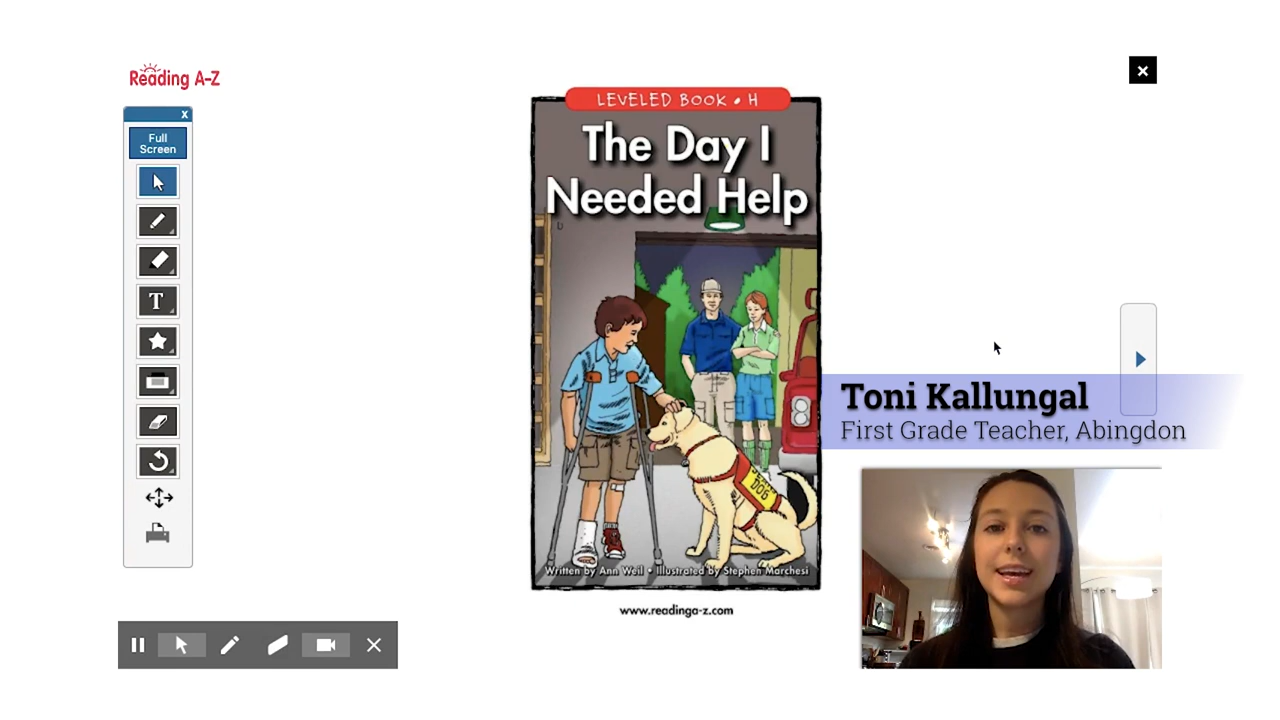 Reading A-Z
x
Full
Screen
T
LEVELED BOOK • H
The Day I
Needed Help
DOG
Written by Ann Weil • Illustrated by Stephen Marchesi
www.readinga-z.com
Toni Kallungal
First Grade Teacher, Abingdon